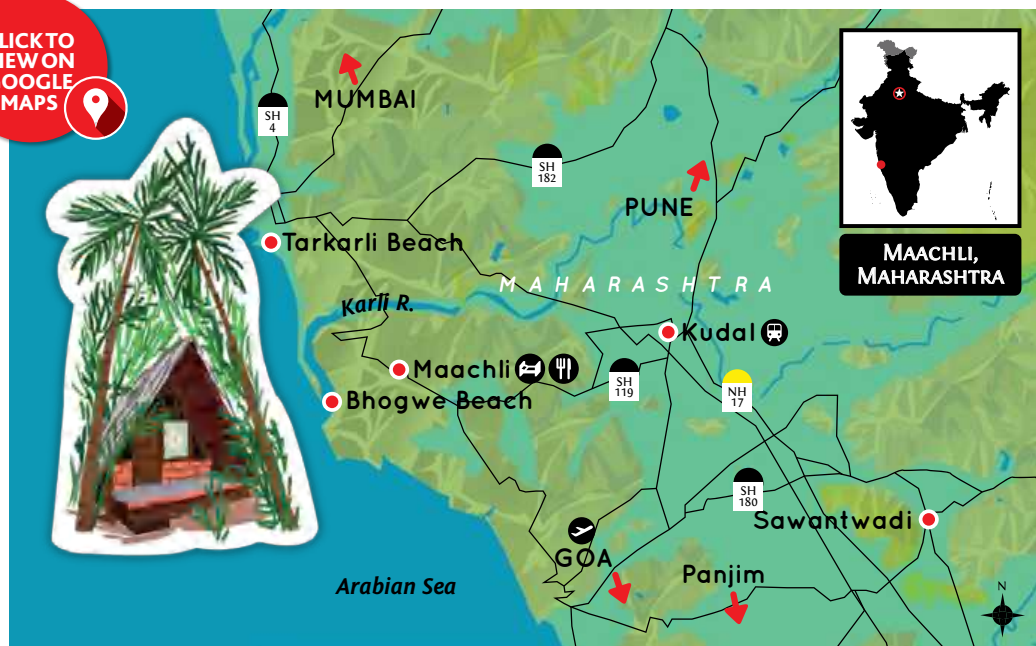 LICK TO
IEW ON
GOOGLE
MAPS
SH
4
MUMBAI
SH
182
PUNE
MAACHLI,
MAHARASHTRA
Tarkarli Beach
MAHARASHTRA
Karli R.
Kudal
Maachli
SH
119
NH
17
Bhogwe Beach
SH
180
Sawantwadi
GOA
Panjim
Arabian Sea
N